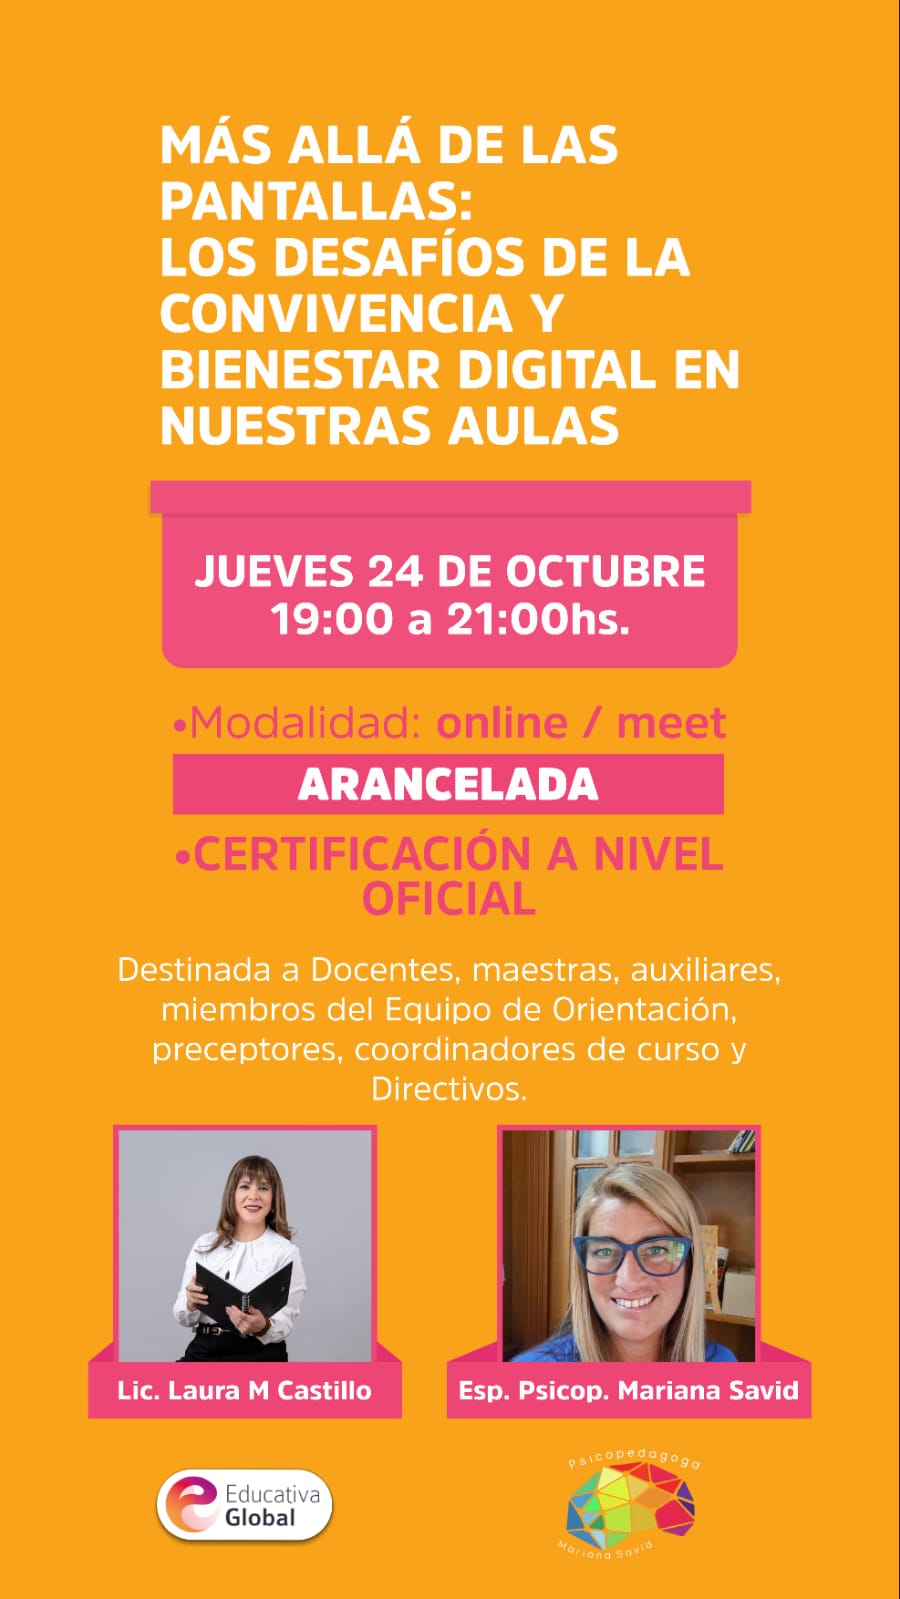 MÁS ALLÁ DE LAS
PANTALLAS:
LOS DESAFÍOS DE LA
CONVIVENCIA Y
BIENESTAR DIGITAL EN
NUESTRAS AULAS
JUEVES 24 DE OCTUBRE
19:00 a 21:00hs.
•Modalidad: online / meet
ARANCELADA
•CERTIFICACIÓN A NIVEL
OFICIAL
Destinada a Docentes, maestras, auxiliares,
miembros del Equipo de Orientación,
preceptores, coordinadores de curso y
Directivos.
Lic. Laura M Castillo
Esp. Psicop. Mariana Savid
Educativa
Global
Psicopedagoga
Mariana Savid